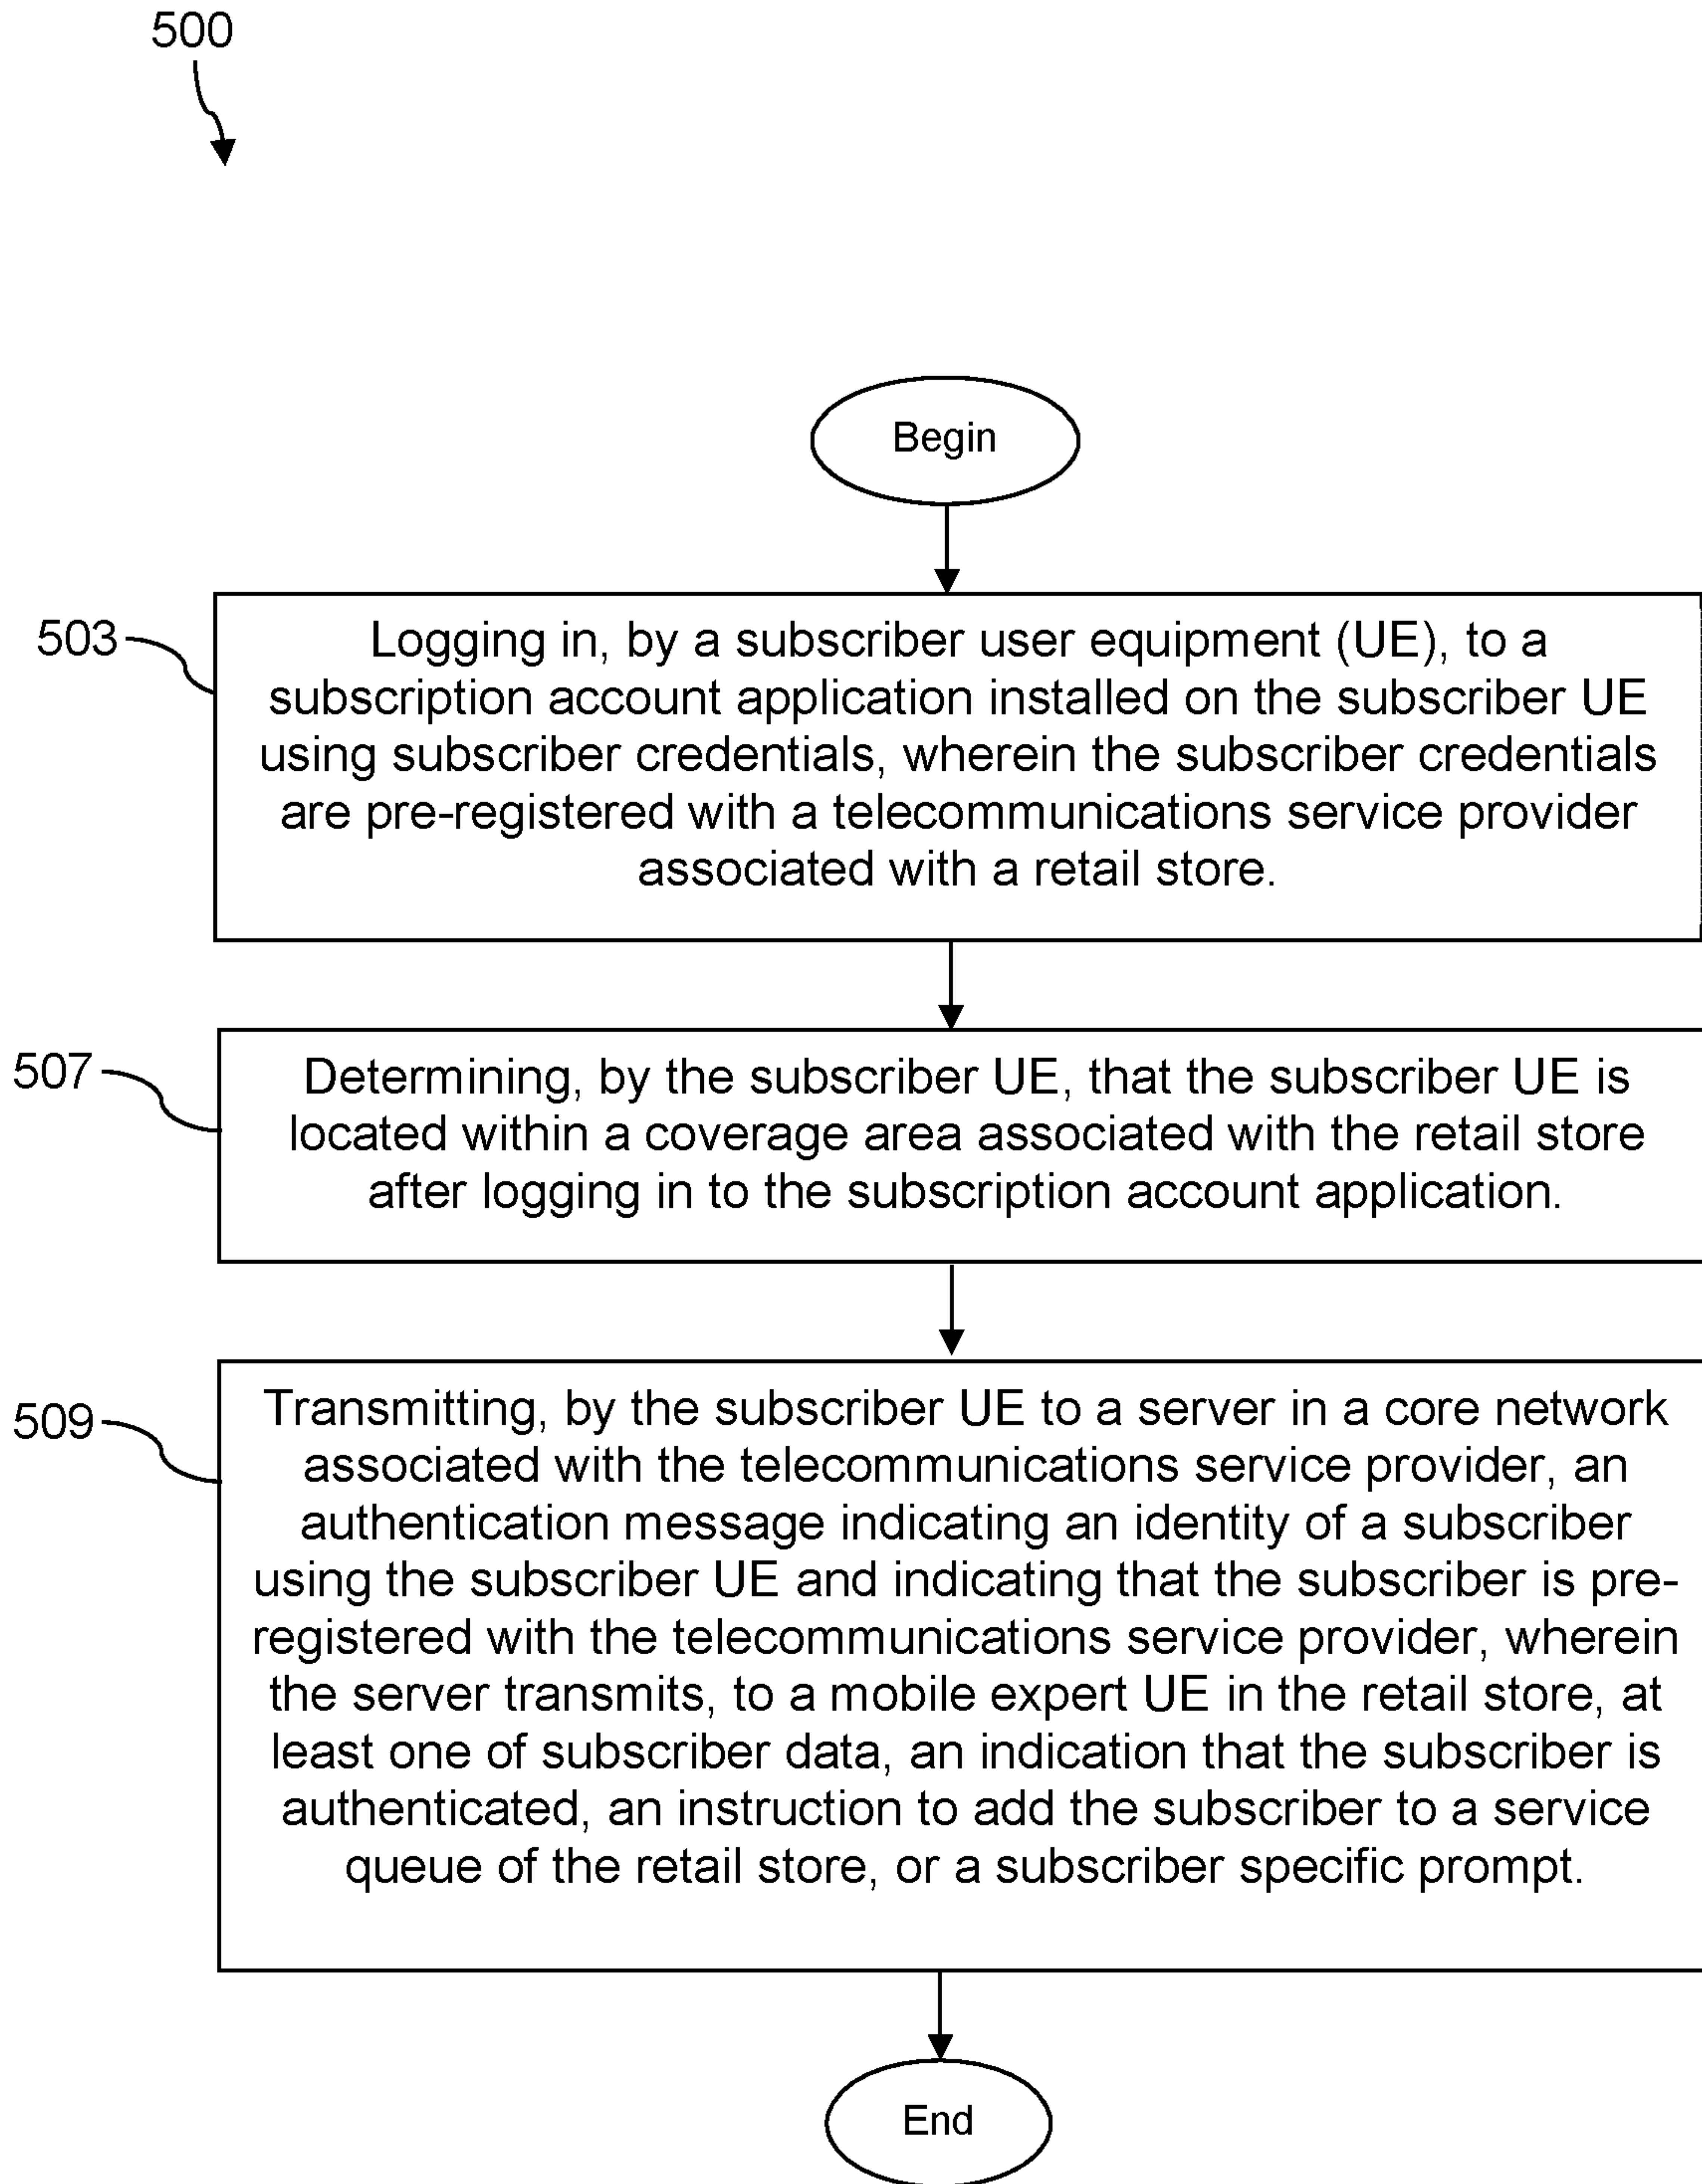 500
Begin
503
Logging in, by a subscriber user equipment (UE), to a
subscription account application installed on the subscriber UE
using subscriber credentials, wherein the subscriber credentials
are pre-registered with a telecommunications service provider
associated with a retail store.
507
Determining, by the subscriber UE, that the subscriber UE is
located within a coverage area associated with the retail store
after logging in to the subscription account application.
509
Transmitting, by the subscriber UE to a server in a core network
associated with the telecommunications service provider, an
authentication message indicating an identity of a subscriber
using the subscriber UE and indicating that the subscriber is pre-
registered with the telecommunications service provider, wherein
the server transmits, to a mobile expert UE in the retail store, at
least one of subscriber data, an indication that the subscriber is
authenticated, an instruction to add the subscriber to a service
queue of the retail store, or a subscriber specific prompt.
End